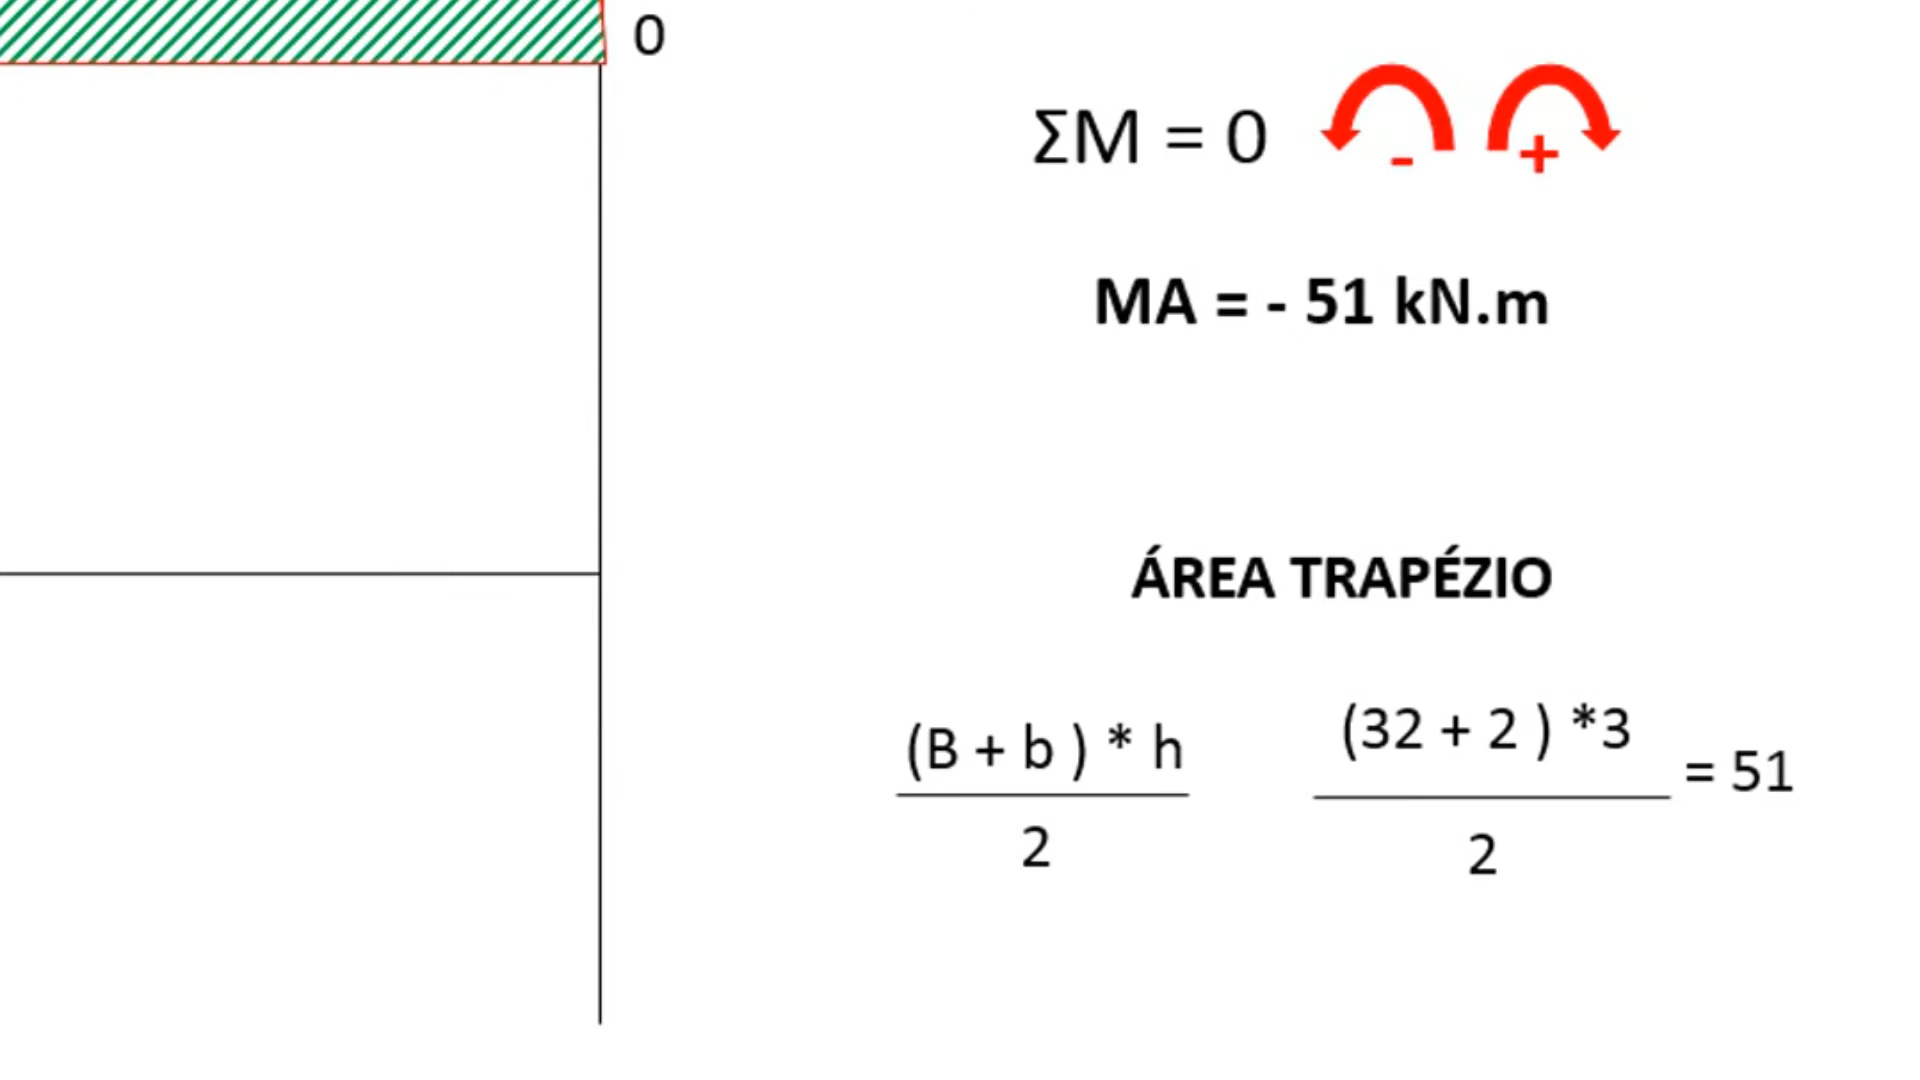 0
ΣM = 0
- +
MA = - 51 kN.m
ÁREA TRAPÉZIO
(B + b ) * h
2
(32 + 2 ) *3
2
= 51